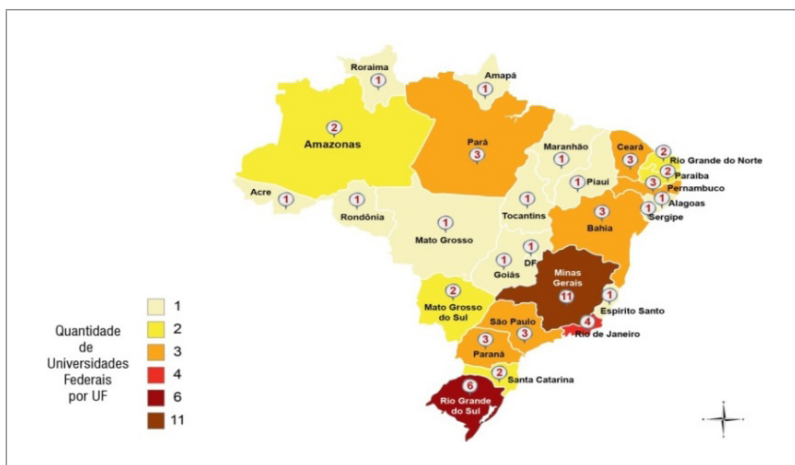 Roraima
1
Amapá
1
2
Amazonas
Pará
3
Maranhão
1
Ceará
3
2
Rio Grande do Norte
2
Paraiba
3
Pernambuco
1
Piaui
1
Alagoas
1
Sergipe
Acre
1
1
Rondônia
1
Tocantins
3
Bahia
1
Mato Grosso
1
DF
1
Goiás
Minas
Gerais
11
1
Espirito Santo
2
Mato Grosso
do Sul
São Paulo
3
4
Rio de Janeiro
3
Paraná
2
Santa Catarina
6
Rio Grande
do Sul
Quantidade
de
Universidades
Federais
por UF
1
2
3
4
6
11